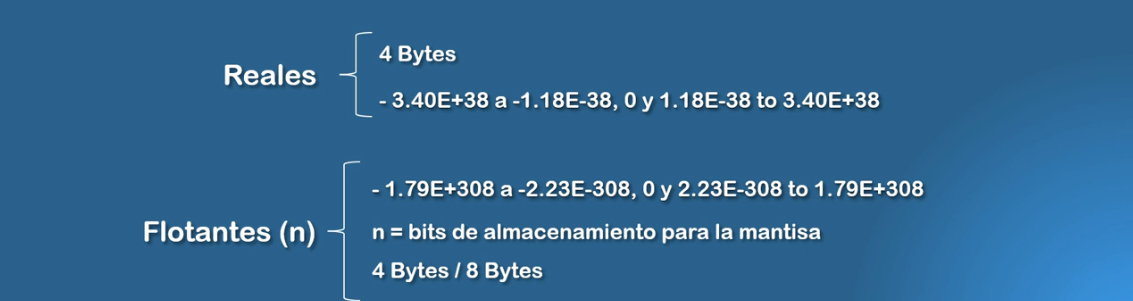 Reales
4 Bytes
- 3.40E+38 a -1.18E-38, 0 y 1.18E-38 to 3.40E+38
Flotantes (n)
- 1.79E+308 a -2.23E-308, 0 y 2.23E-308 to 1.79E+308
n = bits de almacenamiento para la mantisa
4 Bytes / 8 Bytes